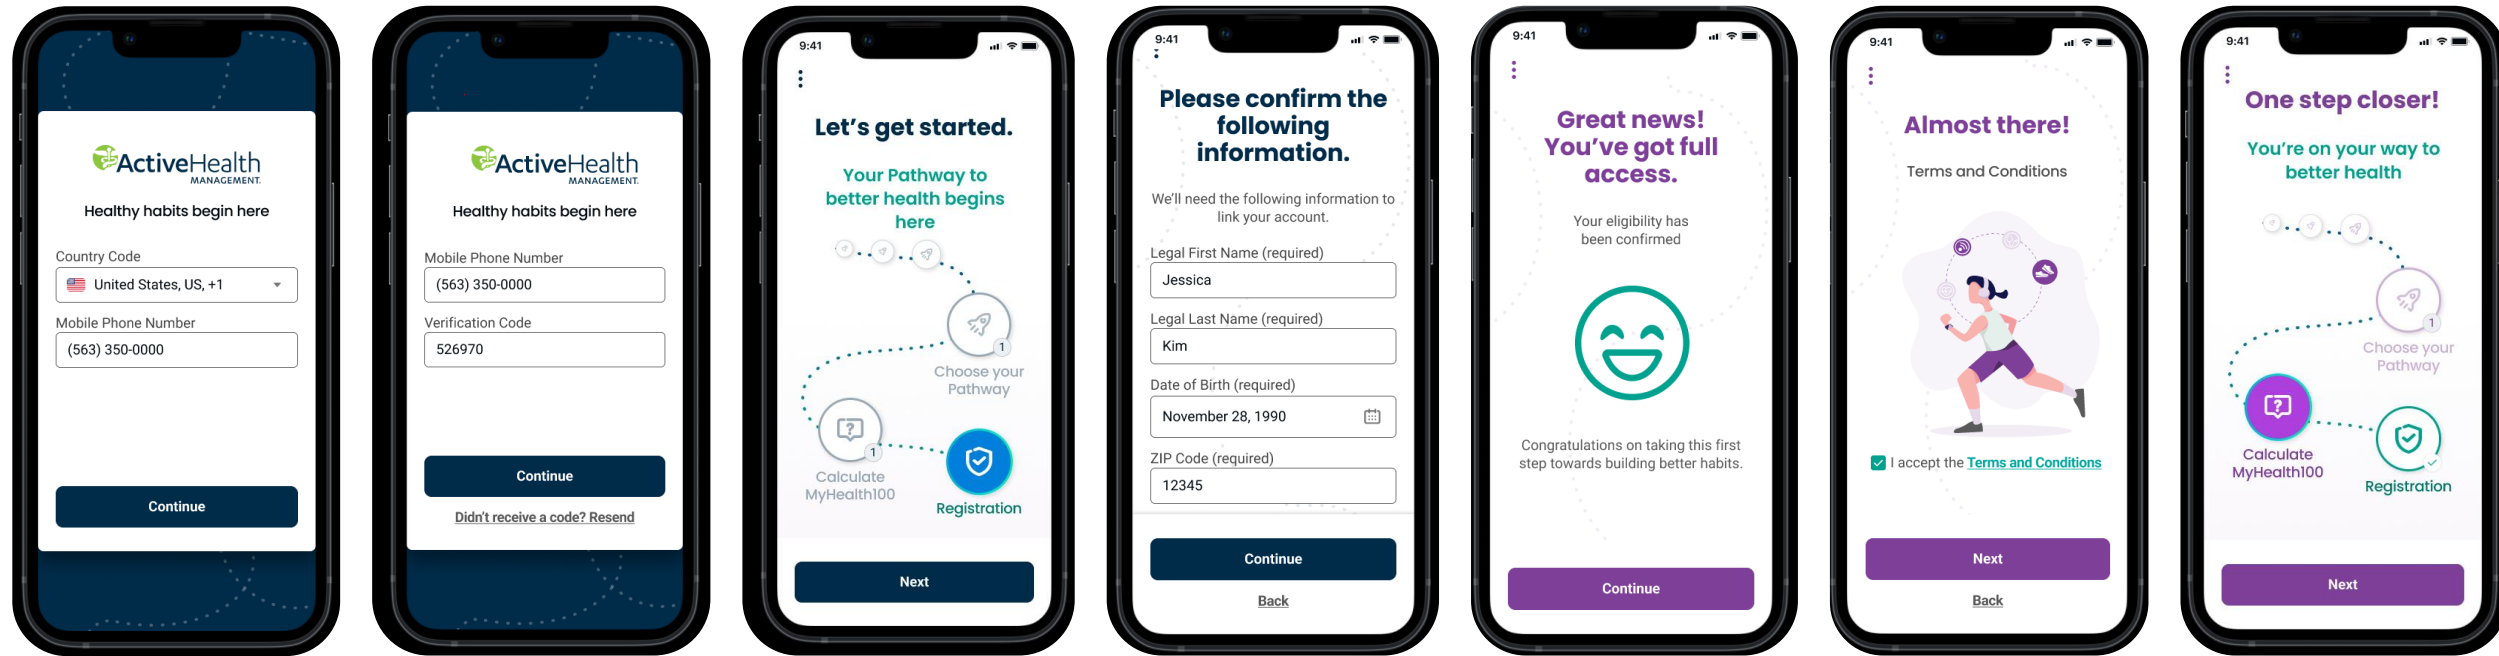 ActiveHealth
MANAGEMENT.
Healthy habits begin here
Country Code
United States, US, +1
Mobile Phone Number
(563) 350-0000
Continue
ActiveHealth
MANAGEMENT.
Healthy habits begin here
Mobile Phone Number
(563) 350-0000
Verification Code
526970
Continue
Didn't receive a code? Resend
9:41
Let's get started.
Your Pathway to
better health begins
here
1
Choose your
Pathway
1
Calculate
MyHealth100
Registration
Next
9:41
Please confirm the
following
information.
We'll need the following information to
link your account.
Legal First Name (required)
Jessica
Legal Last Name (required)
Kim
Date of Birth (required)
November 28, 1990
ZIP Code (required)
12345
Continue
Back
9:41
Great news!
You've got full
access.
Your eligibility has
been confirmed
Congratulations on taking this first
step towards building better habits.
Continue
9:41
Almost there!
Terms and Conditions
I accept the Terms and Conditions
Next
Back
9:41
One step closer!
You're on your way to
better health
1
Choose your
Pathway
Calculate
MyHealth100
Registration
Next